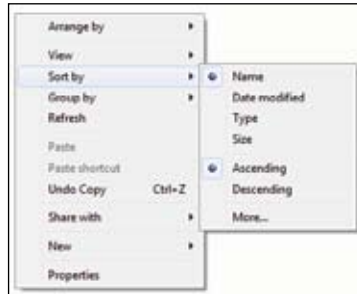 Arrange by
View
Sort by
Group by
Refresh
Paste
Paste shortcut
Undo Copy Ctrl+Z
Share with
New
Properties
Name
Date modified
Type
Size
Ascending
Descending
More...